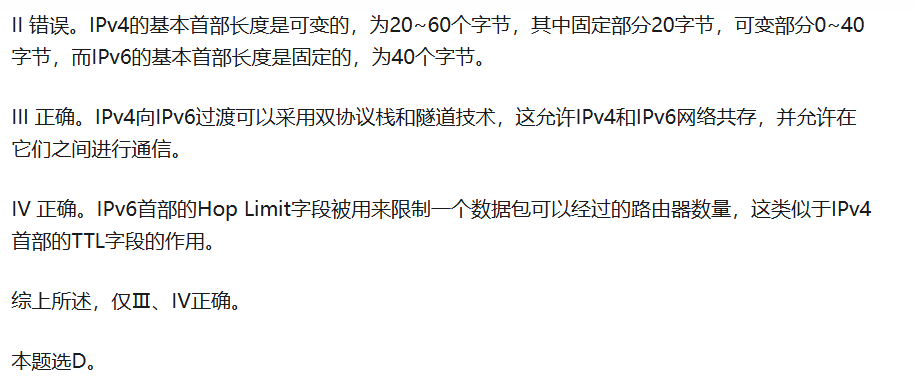 II 错误。IPv4的基本首部长度是可变的，为20~60个字节，其中固定部分20字节，可变部分0~40
字节，而IPv6的基本首部长度是固定的，为40个字节。
III 正确。IPv4向IPv6过渡可以采用双协议栈和隧道技术，这允许IPv4和IPv6网络共存，并允许在
它们之间进行通信。
IV 正确。IPv6首部的Hop Limit字段被用来限制一个数据包可以经过的路由器数量，这类似于IPv4
首部的TTL字段的作用。
综上所述，仅Ⅲ、IV正确。
本题选D。